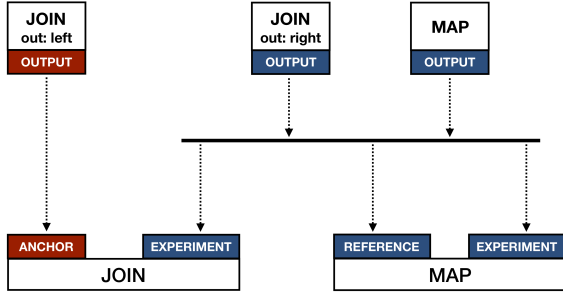 JOIN
out: left
OUTPUT
JOIN
out: right
OUTPUT
MAP
OUTPUT
ANCHOR
EXPERIMENT
JOIN
REFERENCE
EXPERIMENT
MAP